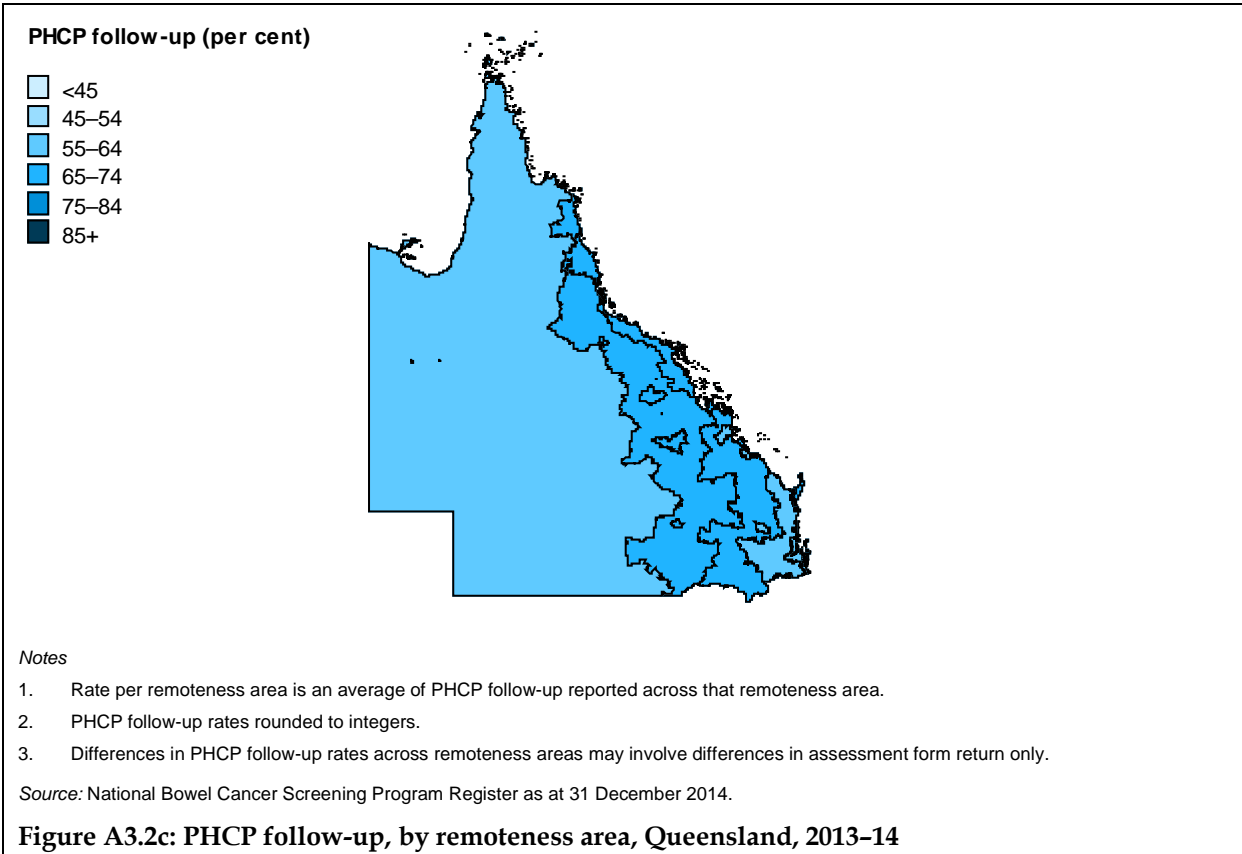 PHCP follow-up (per cent)
<45
45–54
55–64
65–74
75–84
85+
Notes
1. Rate per remoteness area is an average of PHCP follow-up reported across that remoteness area.
2. PHCP follow-up rates rounded to integers.
3. Differences in PHCP follow-up rates across remoteness areas may involve differences in assessment form return only.
Source: National Bowel Cancer Screening Program Register as at 31 December 2014.
Figure A3.2c: PHCP follow-up, by remoteness area, Queensland, 2013–14